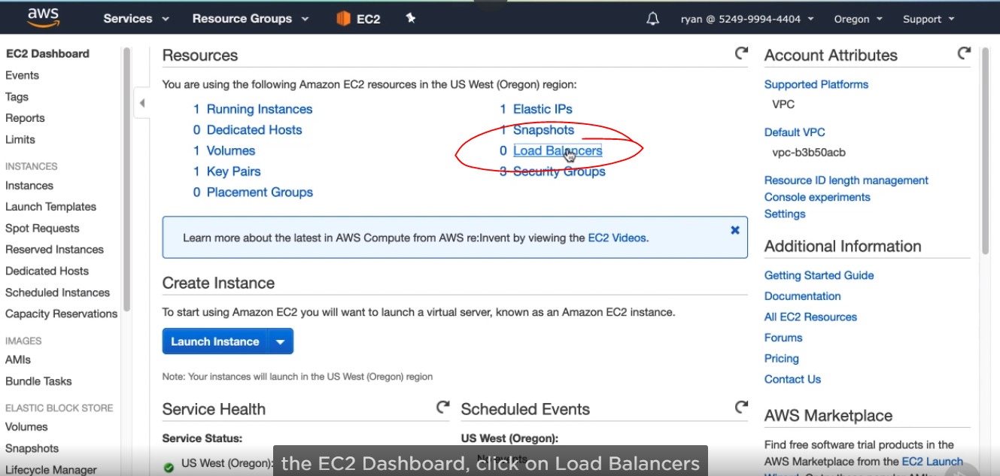 aws Services Resource Groups EC2 ryan @ 5249-9994-4404 Oregon Support
EC2 Dashboard
Events
Tags
Reports
Limits
INSTANCES
Instances
Launch Templates
Spot Requests
Reserved Instances
Dedicated Hosts
Scheduled Instances
Capacity Reservations
IMAGES
AMIs
Bundle Tasks
ELASTIC BLOCK STORE
Volumes
Snapshots
Lifecycle Manager
Resources
You are using the following Amazon EC2 resources in the US West (Oregon) region:
1 Running Instances
0 Dedicated Hosts
1 Volumes
1 Key Pairs
0 Placement Groups
1 Elastic IPs
1 Snapshots
0 Load Balancers
3 Security Groups
Learn more about the latest in AWS Compute from AWS re:Invent by viewing the EC2 Videos.
Create Instance
To start using Amazon EC2 you will want to launch a virtual server, known as an Amazon EC2 instance.
Launch Instance
Note: Your instances will launch in the US West (Oregon) region
Service Health
Service Status:
US West (Oregon):
Scheduled Events
US West (Oregon):
No events
the EC2 Dashboard, click on Load Balancers
Account Attributes
Supported Platforms
VPC
Default VPC
vpc-b3b50acb
Resource ID length management
Console experiments
Settings
Additional Information
Getting Started Guide
Documentation
All EC2 Resources
Forums
Pricing
Contact Us
AWS Marketplace
Find free software trial products in the
AWS Marketplace from the EC2 Launch